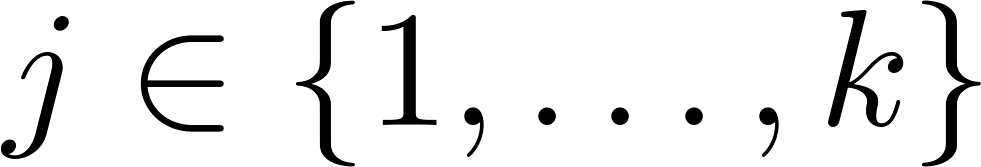 j ∈ {1, . . . , k}